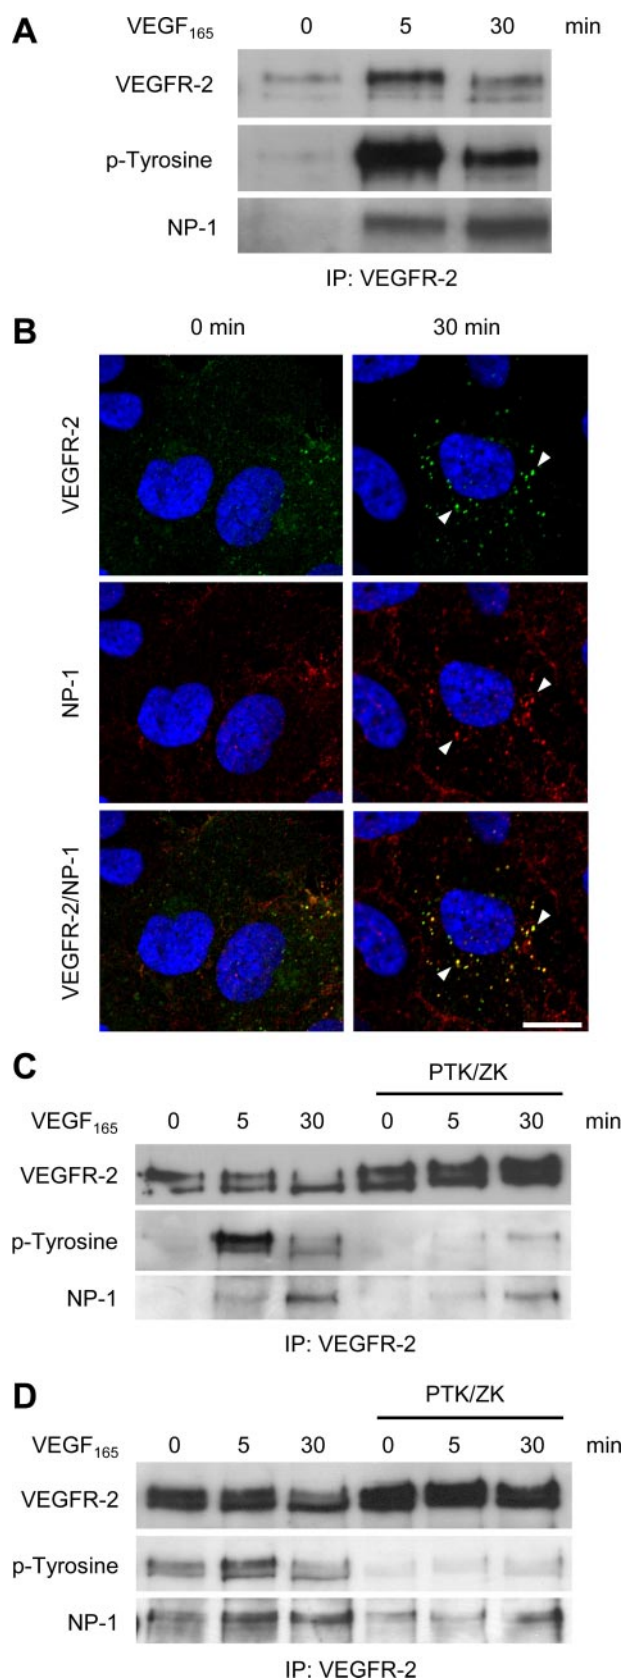 A
VEGF₁₆₅ 0 5 30 min
VEGFR-2
p-Tyrosine
NP-1
IP: VEGFR-2
B
0 min 30 min
VEGFR-2
NP-1
VEGFR-2/NP-1
C
PTK/ZK
VEGF₁₆₅ 0 5 30 0 5 30 min
VEGFR-2
p-Tyrosine
NP-1
IP: VEGFR-2
D
PTK/ZK
VEGF₁₆₅ 0 5 30 0 5 30 min
VEGFR-2
p-Tyrosine
NP-1
IP: VEGFR-2